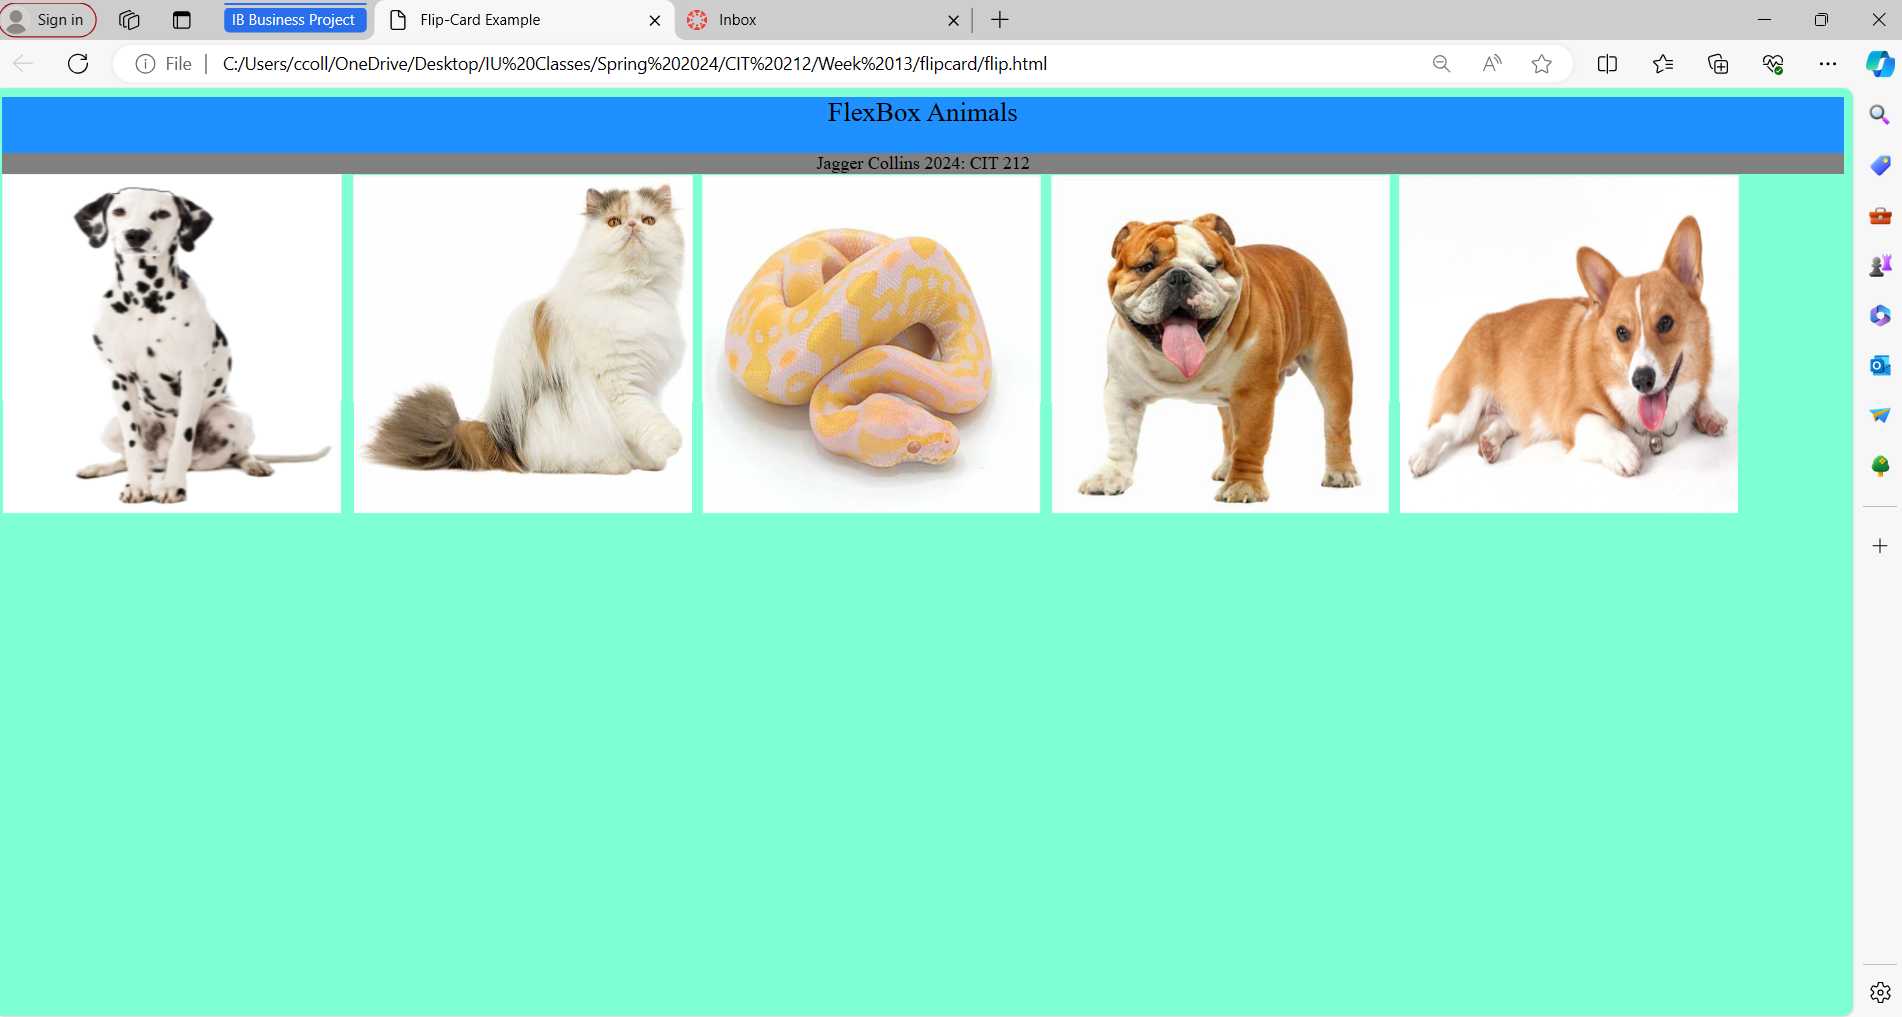 Sign in
IB Business Project
Flip-Card Example
Inbox
File
C:/Users/ccoll/OneDrive/Desktop/IU%20Classes/Spring%202024/CIT%20212/Week%2013/flipcard/flip.html
FlexBox Animals
Jagger Collins 2024: CIT 212